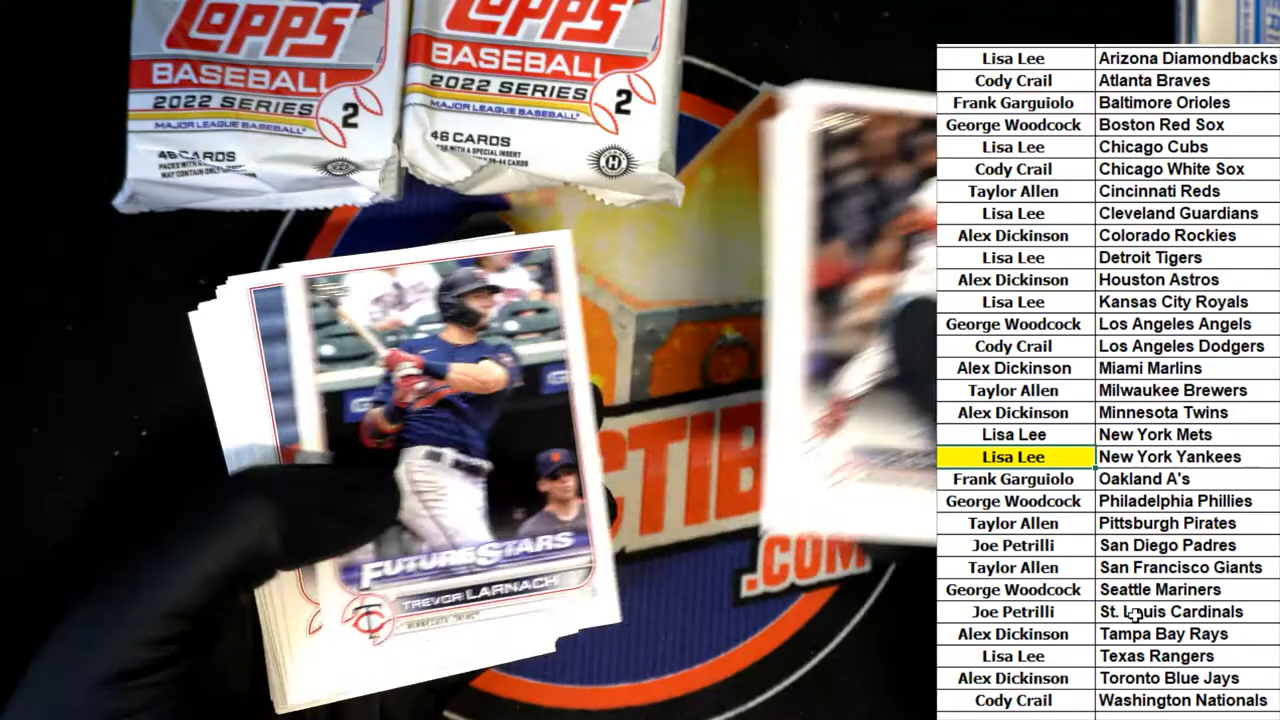 TOPPS
BASEBALL
2022 SERIES 2
MAJOR LEAGUE BASEBALL
46 CARDS
TOPPS
BASEBALL
2022 SERIES 2
MAJOR LEAGUE BASEBALL
46 CARDS
H
FUTURE STARS
TREVOR LARNACH
MINNESOTA TWINS
TC
CTIB
.COM
Lisa Lee Arizona Diamondbacks
Cody Crail Atlanta Braves
Frank Garguiolo Baltimore Orioles
George Woodcock Boston Red Sox
Lisa Lee Chicago Cubs
Cody Crail Chicago White Sox
Taylor Allen Cincinnati Reds
Lisa Lee Cleveland Guardians
Alex Dickinson Colorado Rockies
Lisa Lee Detroit Tigers
Alex Dickinson Houston Astros
Lisa Lee Kansas City Royals
George Woodcock Los Angeles Angels
Cody Crail Los Angeles Dodgers
Alex Dickinson Miami Marlins
Taylor Allen Milwaukee Brewers
Alex Dickinson Minnesota Twins
Lisa Lee New York Mets
Lisa Lee New York Yankees
Frank Garguiolo Oakland A's
George Woodcock Philadelphia Phillies
Taylor Allen Pittsburgh Pirates
Joe Petrilli San Diego Padres
Taylor Allen San Francisco Giants
George Woodcock Seattle Mariners
Joe Petrilli St. Louis Cardinals
Alex Dickinson Tampa Bay Rays
Lisa Lee Texas Rangers
Alex Dickinson Toronto Blue Jays
Cody Crail Washington Nationals